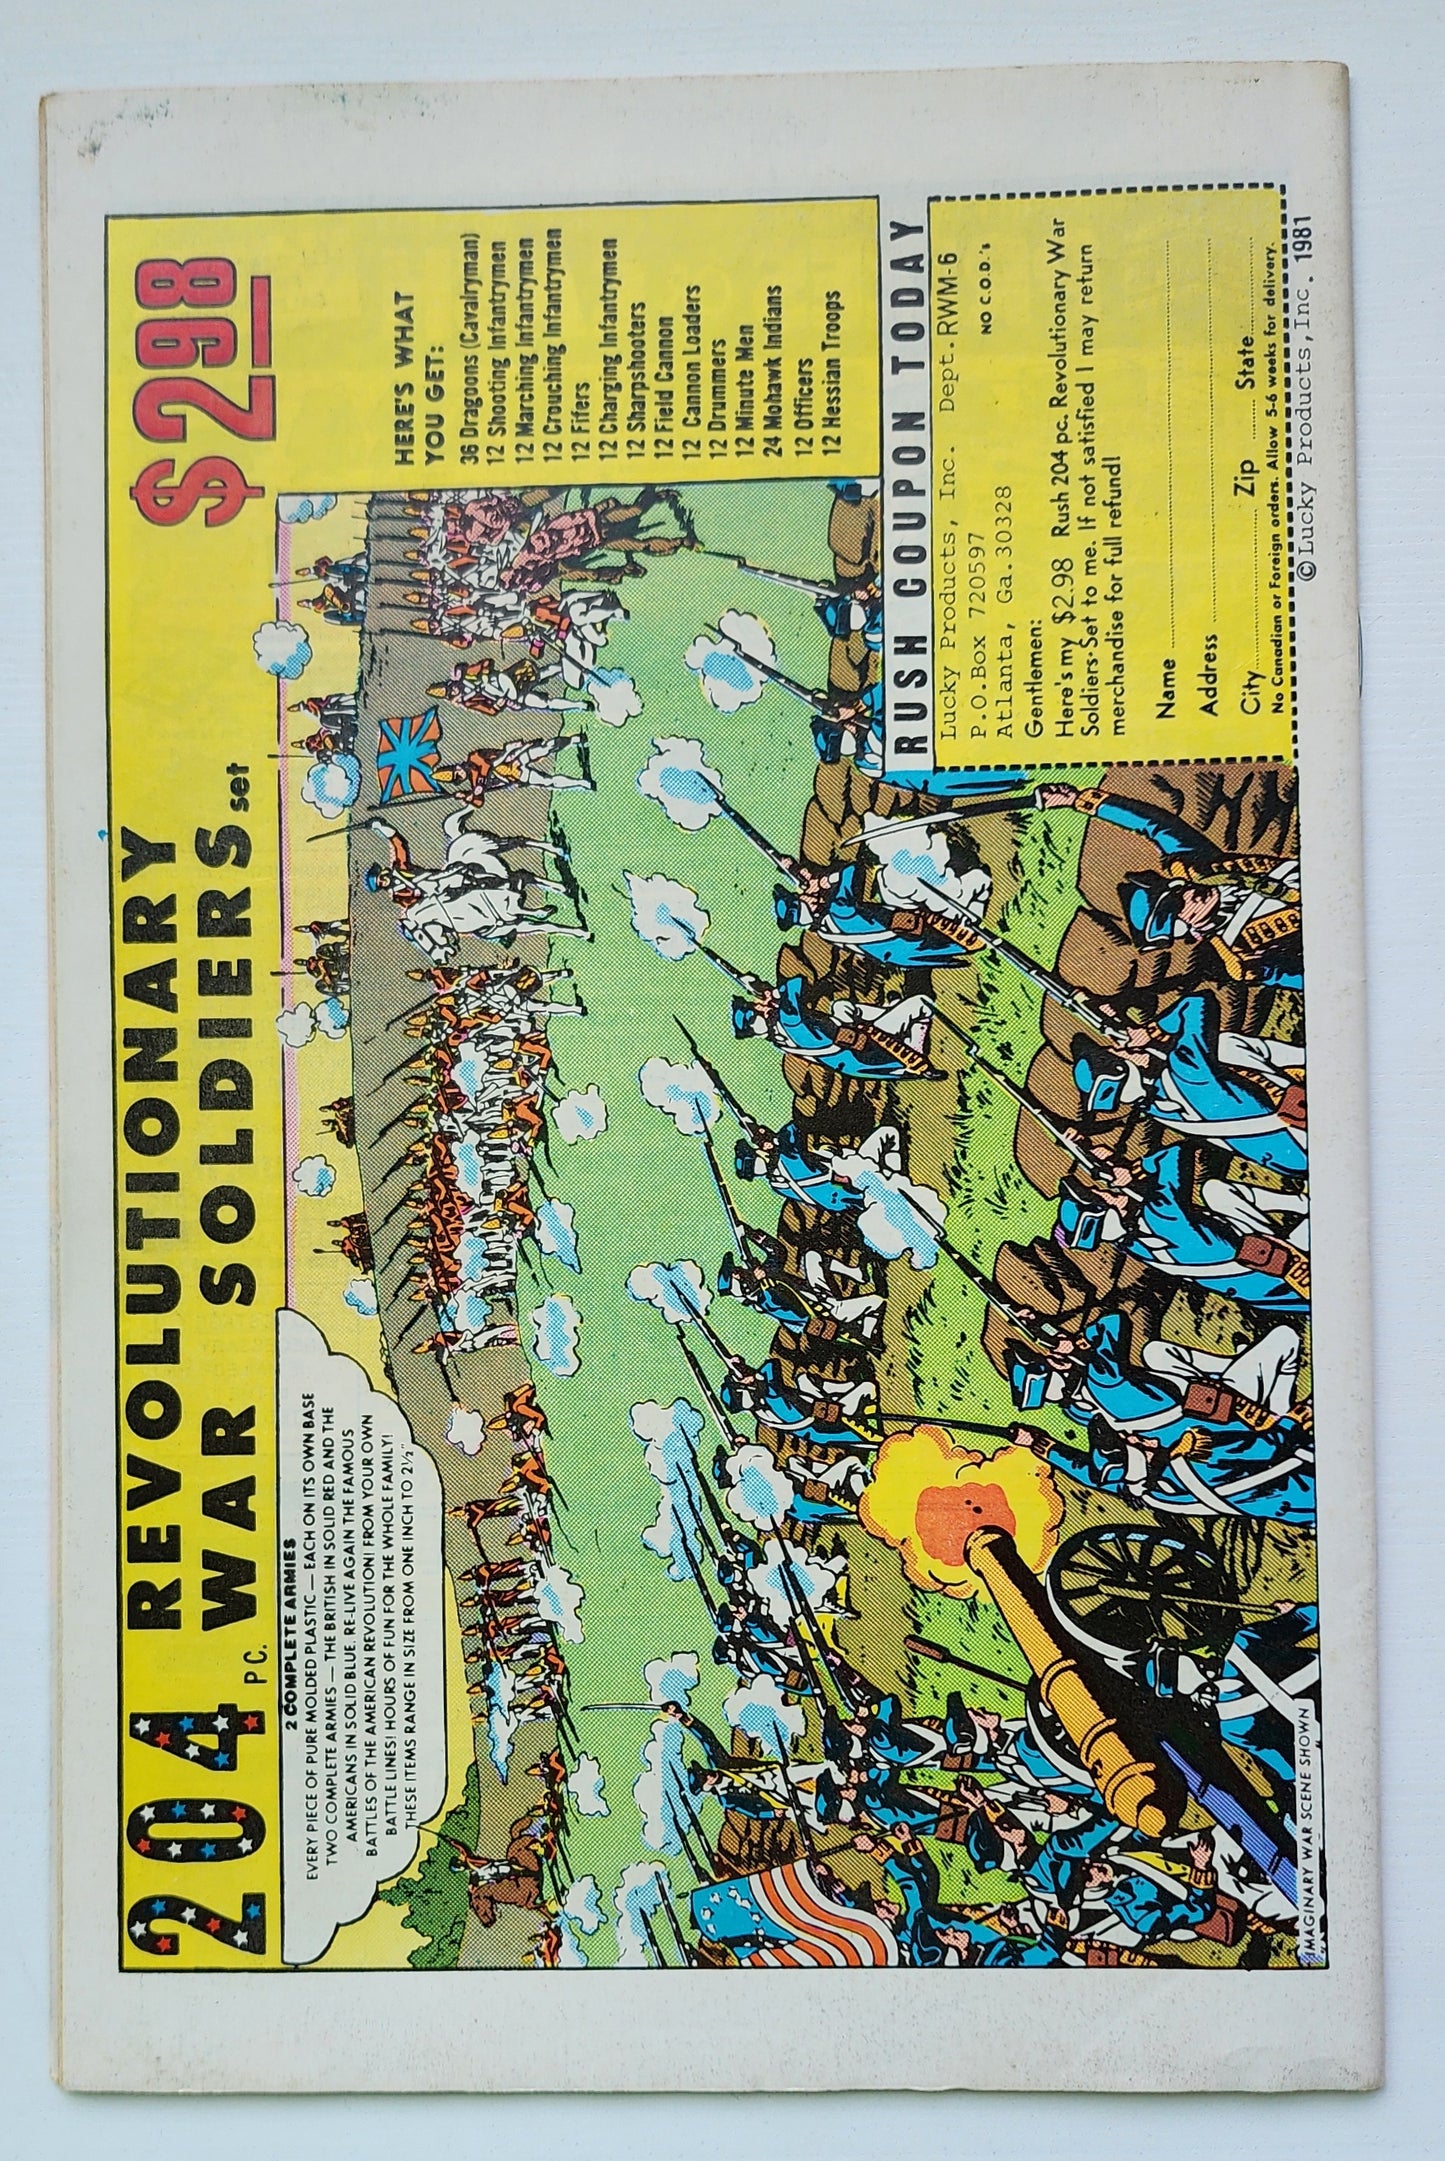 204 PC. REVOLUTIONARY
WAR SOLDIERS set
$298
2 COMPLETE ARMIES
EVERY PIECE OF PURE MOLDED PLASTIC — EACH ON ITS OWN BASE
TWO COMPLETE ARMIES — THE BRITISH IN SOLID RED AND THE
AMERICANS IN SOLID BLUE. RE-LIVE AGAIN THE FAMOUS
BATTLES OF THE AMERICAN REVOLUTION! FROM YOUR OWN
BATTLE LINES! HOURS OF FUN FOR THE WHOLE FAMILY!
THESE ITEMS RANGE IN SIZE FROM ONE INCH TO 2½"
HERE'S WHAT
YOU GET:
36 Dragoons (Cavalryman)
12 Shooting Infantrymen
12 Marching Infantrymen
12 Crouching Infantrymen
12 Fifers
12 Charging Infantrymen
12 Sharpshooters
12 Field Cannon
12 Cannon Loaders
12 Drummers
12 Minute Men
24 Mohawk Indians
12 Officers
12 Hessian Troops
RUSH COUPON TODAY
Lucky Products, Inc. Dept. RWM-6
P.O.Box 720597 NO C.O.D.'s
Atlanta, Ga.30328
Gentlemen:
Here's my $2.98 Rush 204 pc. Revolutionary War
Soldiers Set to me. If not satisfied I may return
merchandise for full refund!
Name
Address
City Zip State
No Canadian or Foreign orders. Allow 5-6 weeks for delivery.
© Lucky Products, Inc. 1981
IMAGINARY WAR SCENE SHOWN